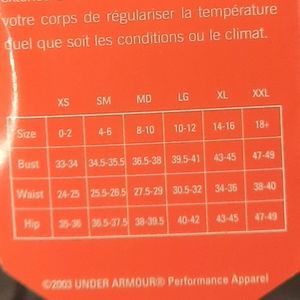 votre corps de régulariser la température
quel que soit les conditions ou le climat.
XS SM MD LG XL XXL
Size 0-2 4-6 8-10 10-12 14-16 18+
Bust 33-34 34.5-35.5 36.5-38 39.5-41 43-45 47-49
Waist 24-25 25.5-26.5 27.5-29 30.5-32 34-36 38-40
Hip 35-36 36.5-37.5 38-39.5 40-42 43-45 47-49
©2003 UNDER ARMOUR® Performance Apparel